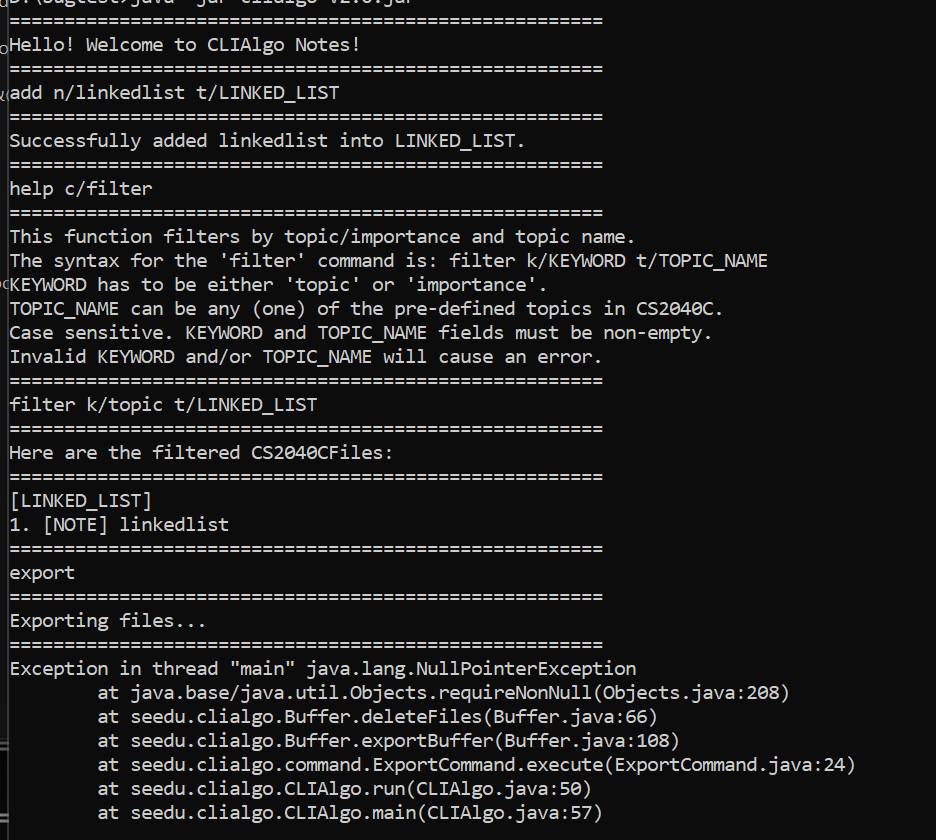 ======================================================
Hello! Welcome to CLIAlgo Notes!
======================================================
add n/linkedlist t/LINKED_LIST
======================================================
Successfully added linkedlist into LINKED_LIST.
======================================================
help c/filter
======================================================
This function filters by topic/importance and topic name.
The syntax for the 'filter' command is: filter k/KEYWORD t/TOPIC_NAME
KEYWORD has to be either 'topic' or 'importance'.
TOPIC_NAME can be any (one) of the pre-defined topics in CS2040C.
Case sensitive. KEYWORD and TOPIC_NAME fields must be non-empty.
Invalid KEYWORD and/or TOPIC_NAME will cause an error.
======================================================
filter k/topic t/LINKED_LIST
======================================================
Here are the filtered CS2040CFiles:
======================================================
[LINKED_LIST]
1. [NOTE] linkedlist
======================================================
export
======================================================
Exporting files...
======================================================
Exception in thread "main" java.lang.NullPointerException
        at java.base/java.util.Objects.requireNonNull(Objects.java:208)
        at seedu.clialgo.Buffer.deleteFiles(Buffer.java:66)
        at seedu.clialgo.Buffer.exportBuffer(Buffer.java:108)
        at seedu.clialgo.command.ExportCommand.execute(ExportCommand.java:24)
        at seedu.clialgo.CLIAlgo.run(CLIAlgo.java:50)
        at seedu.clialgo.CLIAlgo.main(CLIAlgo.java:57)